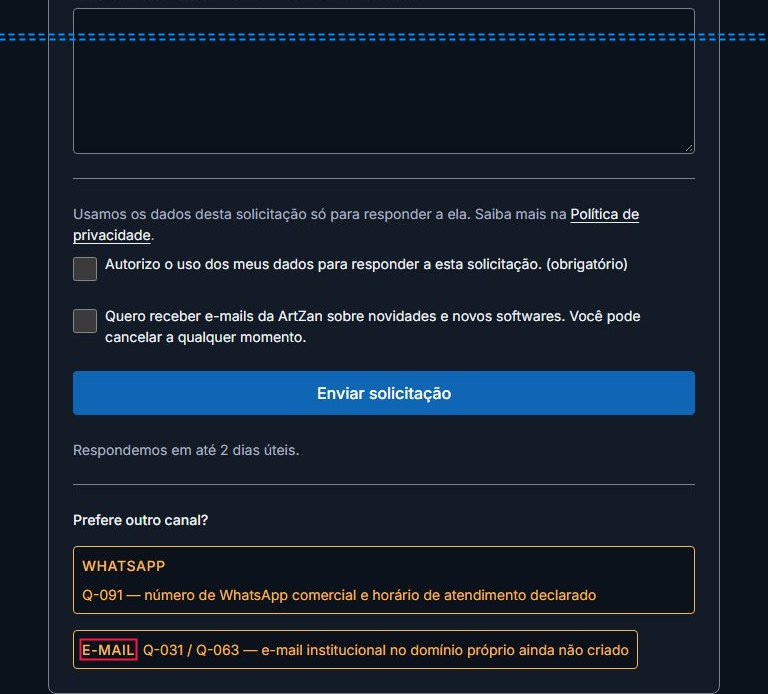 Usamos os dados desta solicitação só para responder a ela. Saiba mais na Política de
privacidade.
Autorizo o uso dos meus dados para responder a esta solicitação. (obrigatório)
Quero receber e-mails da ArtZan sobre novidades e novos softwares. Você pode
cancelar a qualquer momento.
Enviar solicitação
Respondemos em até 2 dias úteis.
Prefere outro canal?
WHATSAPP
Q-091 — número de WhatsApp comercial e horário de atendimento declarado
E-MAIL Q-031 / Q-063 — e-mail institucional no domínio próprio ainda não criado